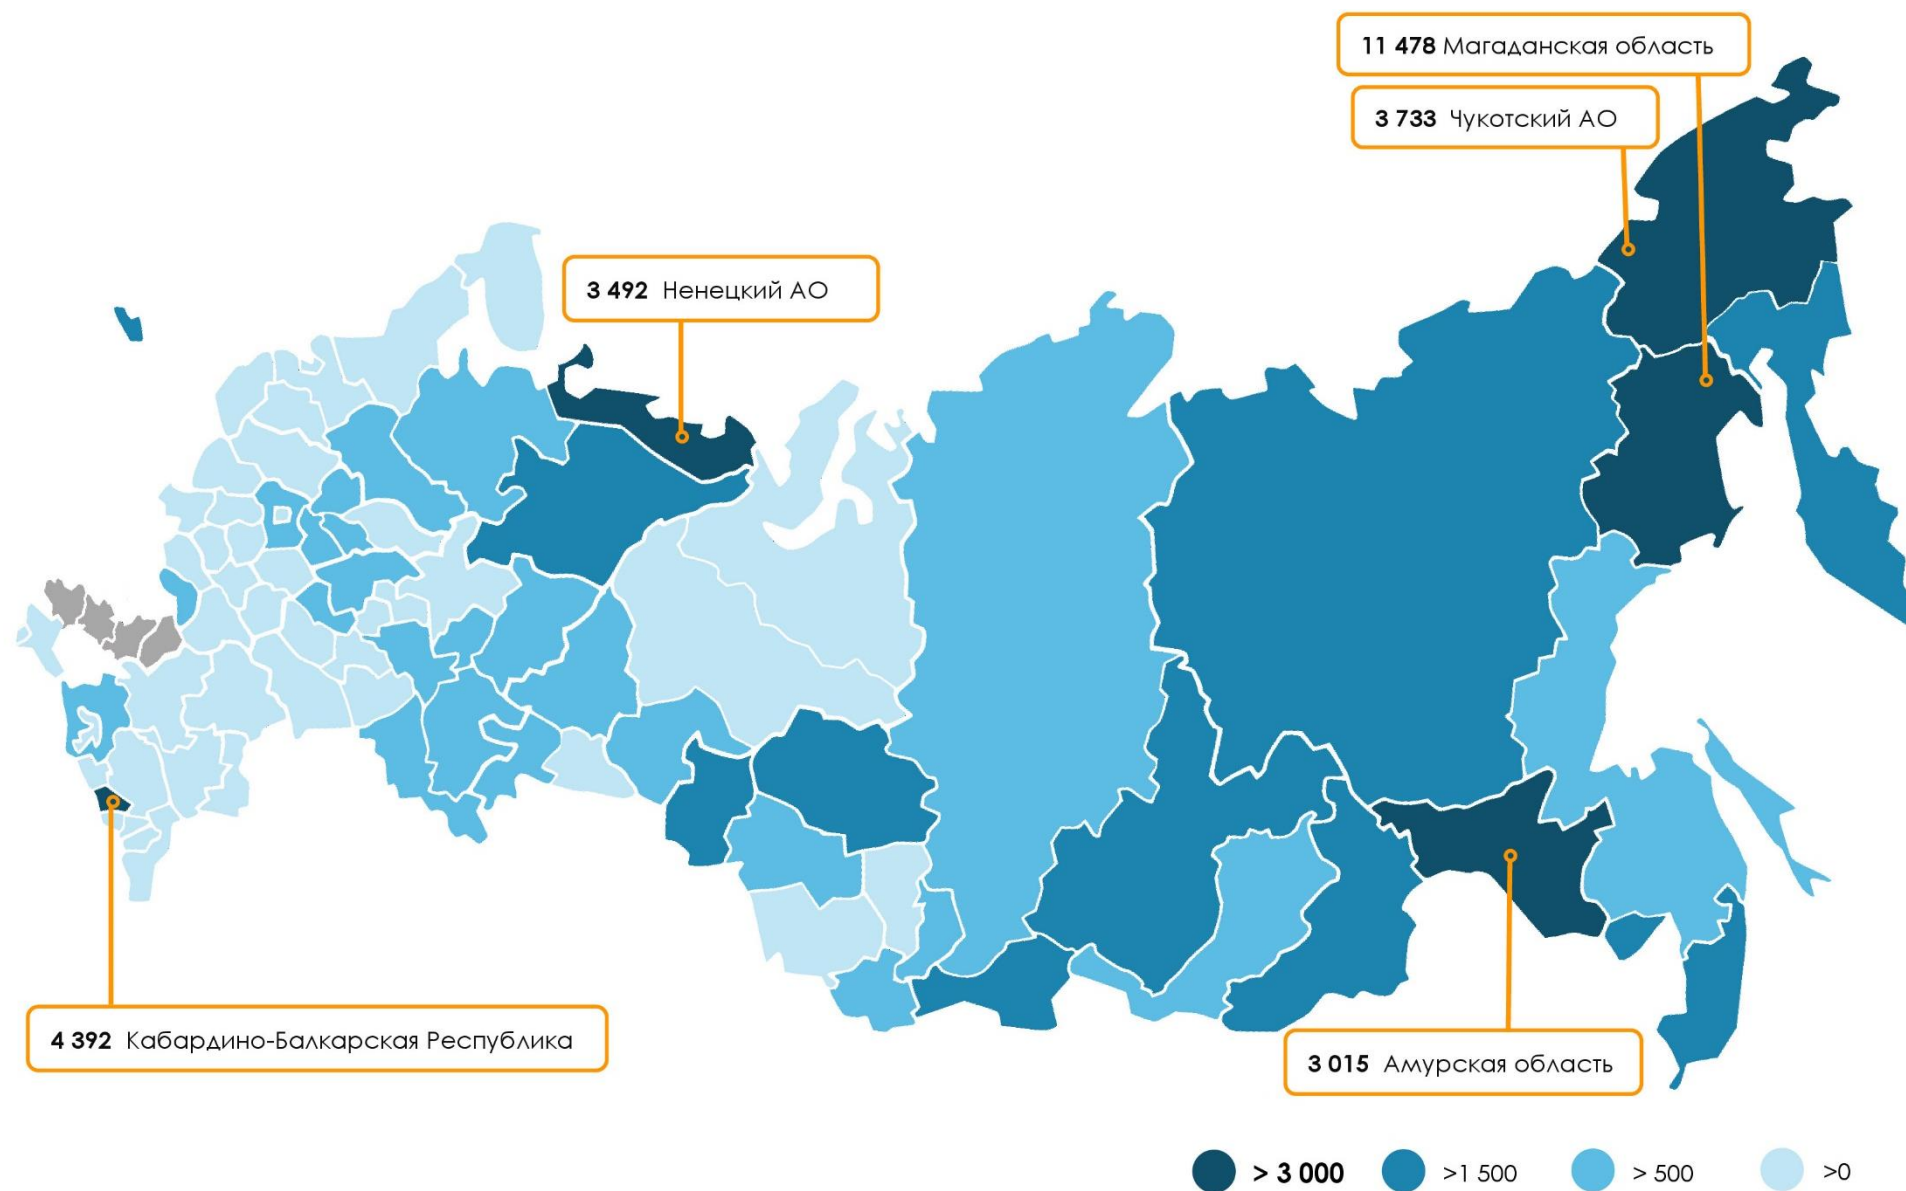 11 478 Магаданская область
3 733 Чукотский АО
3 492 Ненецкий АО
4 392 Кабардино-Балкарская Республика
3 015 Амурская область
> 3 000
>1 500
> 500
>0